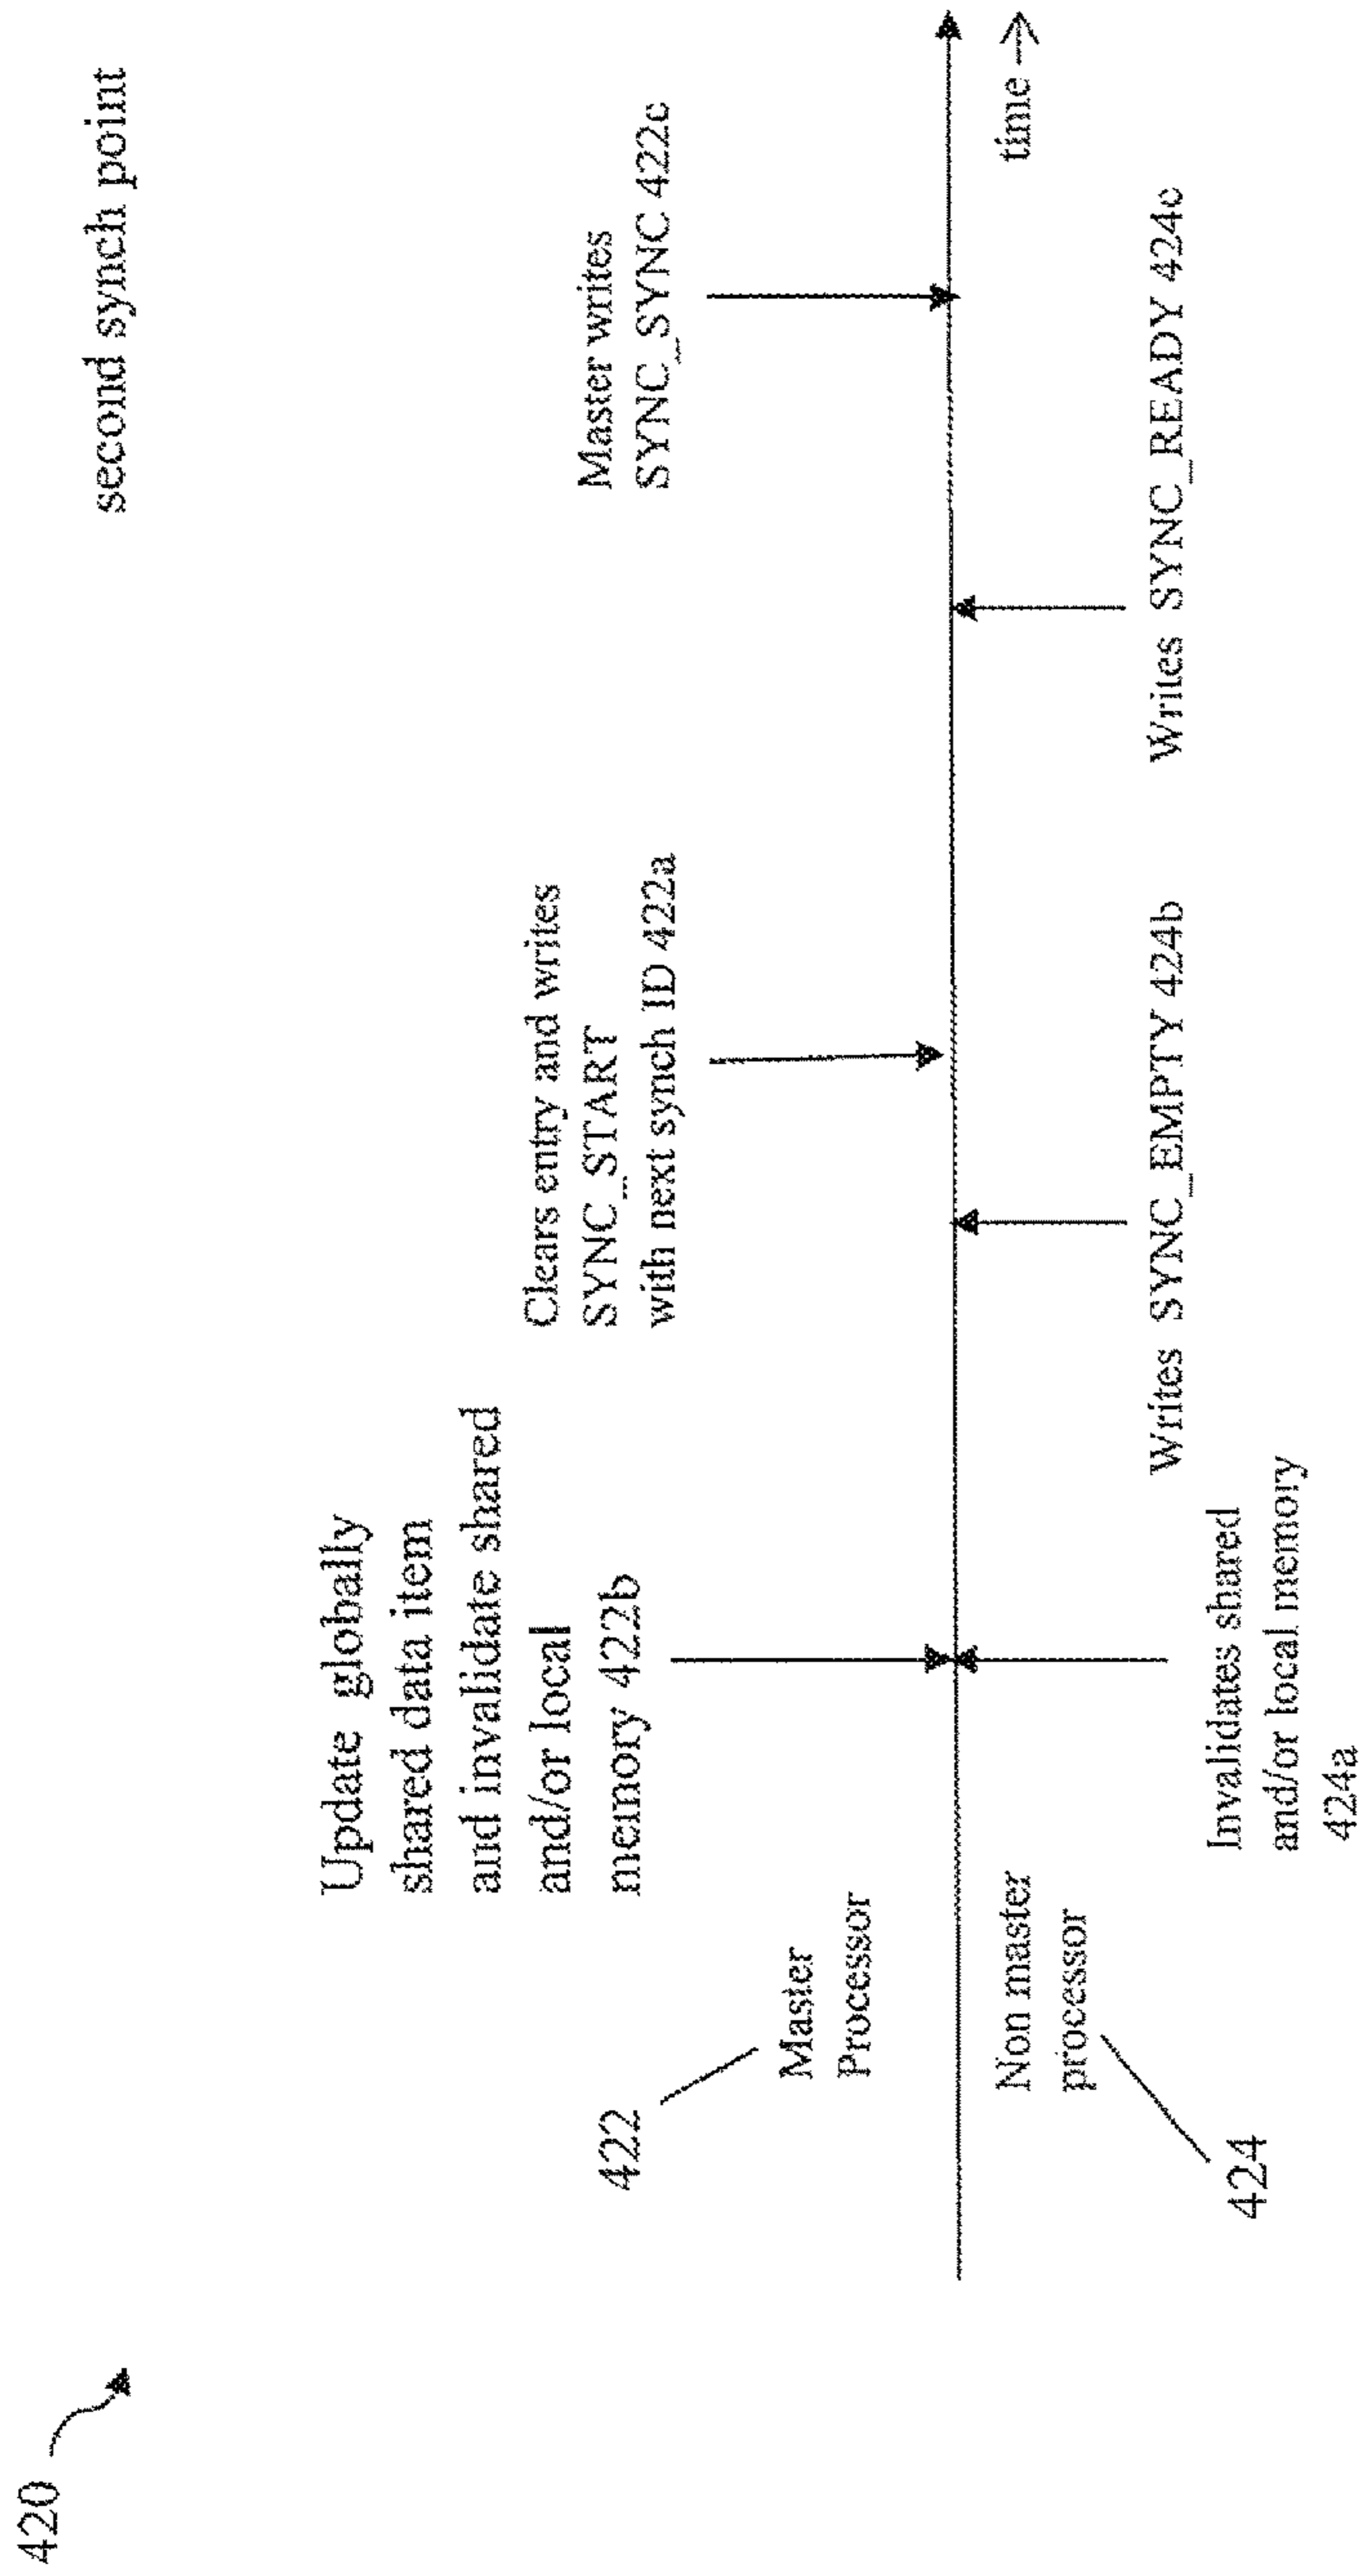 420
second synch point
Update globally
shared data item
and invalidate shared
and/or local
memory 422b
Clears entry and writes
SYNC_START
with next synch ID 422a
Master writes
SYNC_SYNC 422c
422
Master
Processor
Non master
processor
424
time
Invalidates shared
and/or local memory
424a
Writes SYNC_EMPTY 424b
Writes SYNC_READY 424c